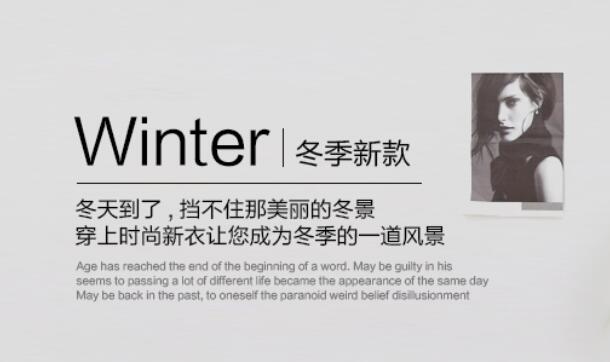 Winter | 冬季新款
冬天到了，挡不住那美丽的冬景
穿上时尚新衣让您成为冬季的一道风景
Age has reached the end of the beginning of a word. May be guilty in his
seems to passing a lot of different life became the appearance of the same day
May be back in the past, to oneself the paranoid weird belief disillusionment